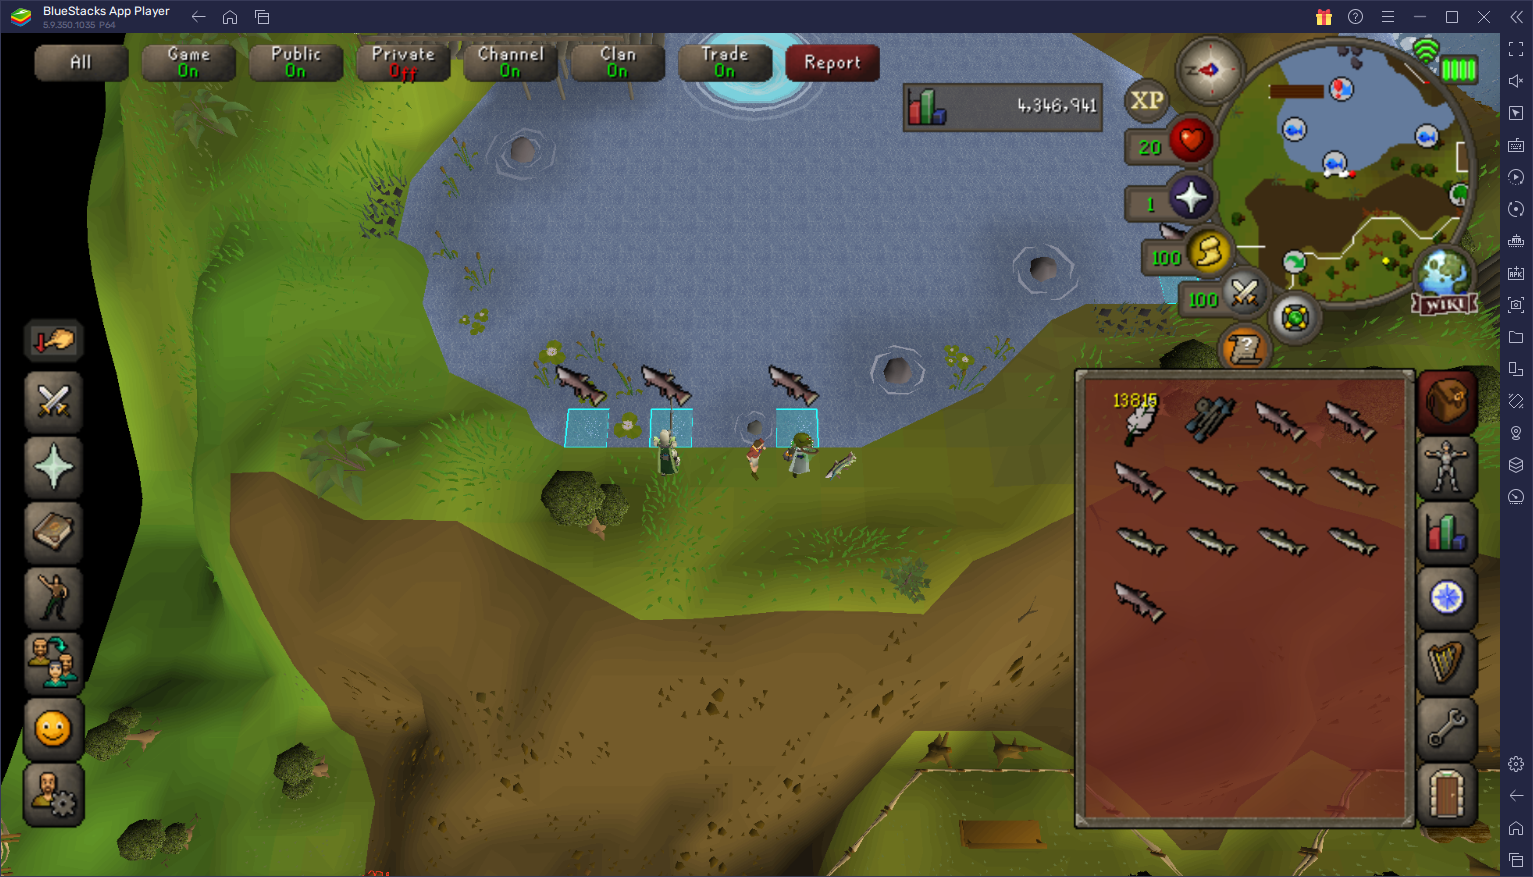 BlueStacks App Player
5.9.350.1035 P64
All
Game
On
Public
On
Private
Off
Channel
On
Clan
On
Trade
On
Report
4,346,941
XP
20
1
100
100
WIKI
13815